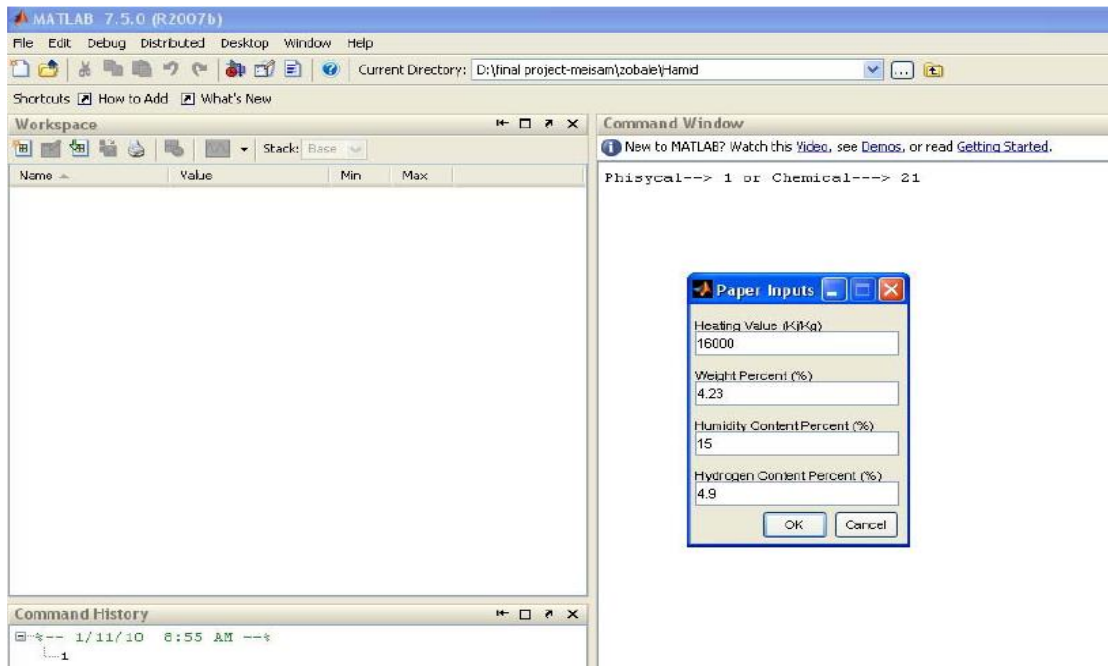 MATLAB 7.5.0 (R2007b)
File Edit Debug Distributed Desktop Window Help
Current Directory: D:\final project-meisam\zobale\Hamid
Shortcuts How to Add What's New
Workspace
Stack: Base
Name Value Min Max
Command History
%-- 1/11/10 8:55 AM --%
1
Command Window
New to MATLAB? Watch this Video, see Demos, or read Getting Started.
Phisycal--> 1 or Chemical---> 21
Paper Inputs
Heating Value (Kj/Kg)
16000
Weight Percent (%)
4.23
Humidity Content Percent (%)
15
Hydrogen Content Percent (%)
4.9
OK Cancel